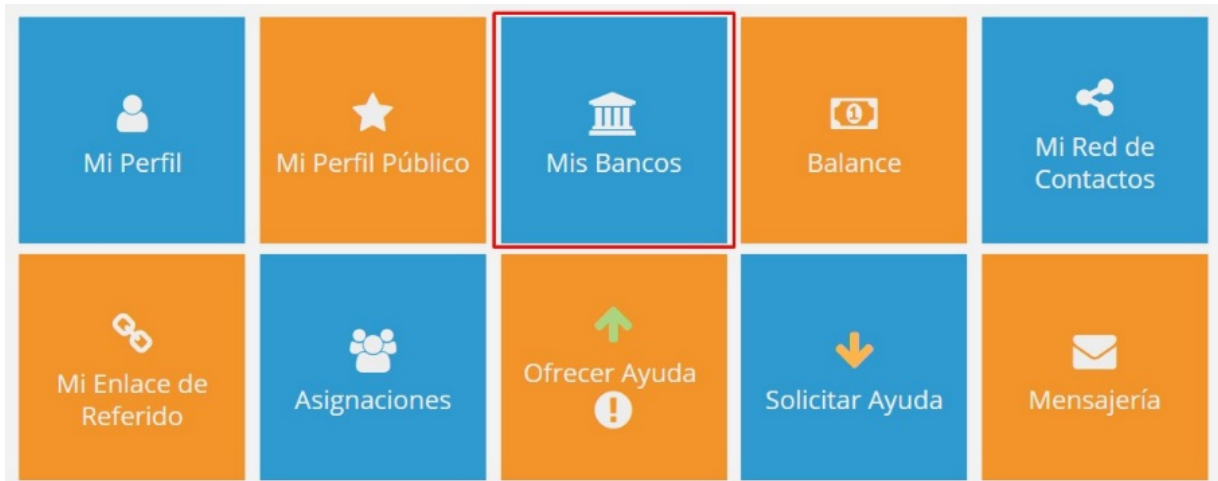 Mi Perfil
Mi Perfil Público
Mis Bancos
1
Balance
Mi Red de
Contactos
Mi Enlace de
Referido
Asignaciones
Ofrecer Ayuda
!
Solicitar Ayuda
Mensajería